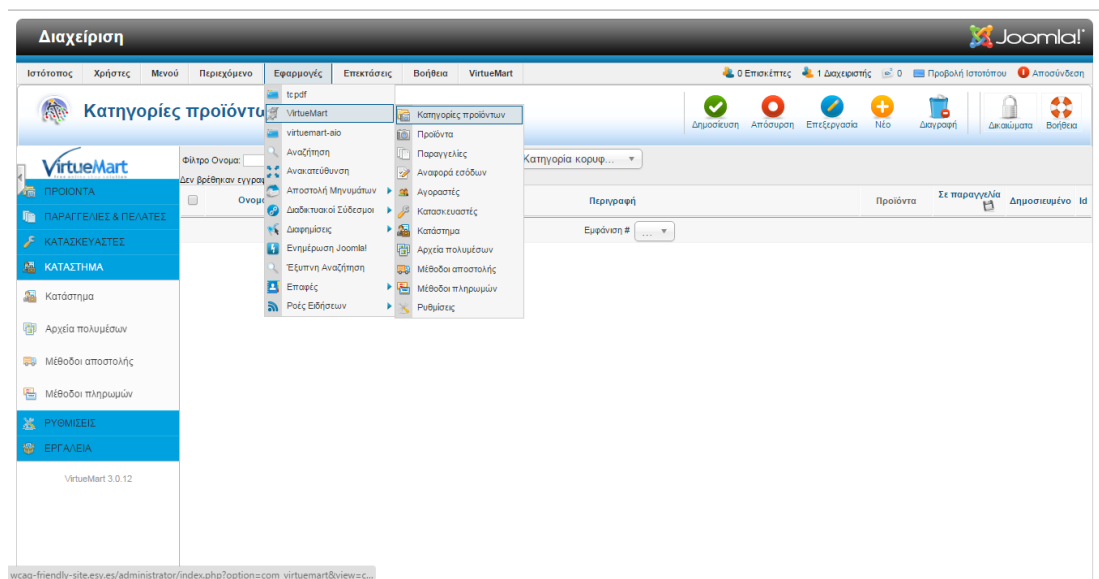 Διαχείριση
Joomla!
Ιστότοπος Χρήστες Μενού Περιεχόμενο Εφαρμογές Επεκτάσεις Βοήθεια VirtueMart 0 Επισκέπτες 1 Διαχειριστής 0 Προβολή Ιστοτόπου Αποσύνδεση
Κατηγορίες προϊόντω
Δημοσίευση Απόσυρση Επεξεργασία Νέο Διαγραφή Δικαιώματα Βοήθεια
tcpdf
VirtueMart
virtuemart-aio
Αναζήτηση
Ανακατεύθυνση
Αποστολή Μηνυμάτων
Διαδικτυακοί Σύνδεσμοι
Διαφημίσεις
Ενημέρωση Joomla!
Έξυπνη Αναζήτηση
Επαφές
Ροές Ειδήσεων
Κατηγορίες προϊόντων
Προϊόντα
Παραγγελίες
Αναφορά εσόδων
Αγοραστές
Κατασκευαστές
Κατάστημα
Αρχεία πολυμέσων
Μέθοδοι αποστολής
Μέθοδοι πληρωμών
Ρυθμίσεις
VirtueMart
Φίλτρο Ονομα:
Κατηγορία κορυφ...
Δεν βρέθηκαν εγγρα
Ονομ Περιγραφή Προϊόντα Σε παραγγελία Δημοσιευμένο Id
Εμφάνιση # ...
ΠΡΟΙΟΝΤΑ
ΠΑΡΑΓΓΕΛΙΕΣ & ΠΕΛΑΤΕΣ
ΚΑΤΑΣΚΕΥΑΣΤΕΣ
ΚΑΤΑΣΤΗΜΑ
Κατάστημα
Αρχεία πολυμέσων
Μέθοδοι αποστολής
Μέθοδοι πληρωμών
ΡΥΘΜΙΣΕΙΣ
ΕΡΓΑΛΕΙΑ
VirtueMart 3.0.12
wcag-friendly-site.esy.es/administrator/index.php?option=com_virtuemart&view=c...